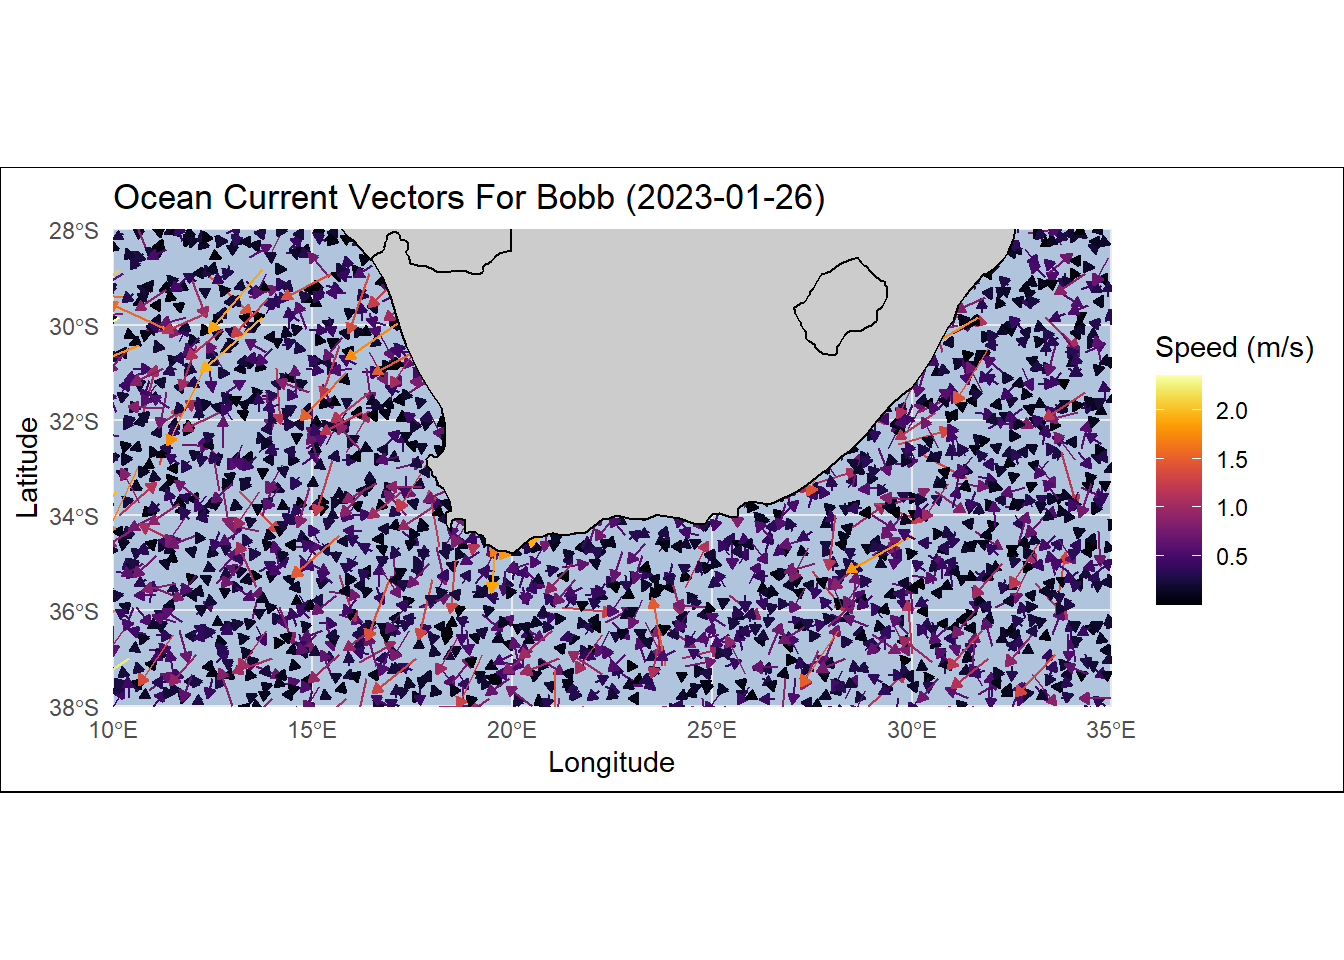 Ocean Current Vectors For Bobb (2023-01-26)
28°S
30°S
32°S
34°S
36°S
38°S
Latitude
10°E 15°E 20°E 25°E 30°E 35°E
Longitude
Speed (m/s)
2.0
1.5
1.0
0.5